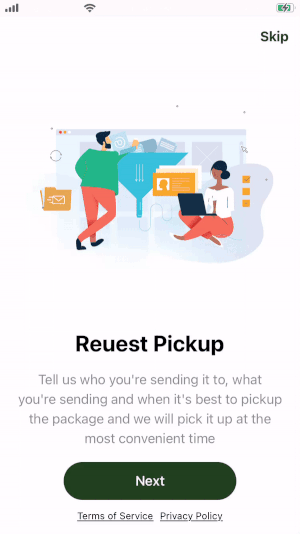 Skip
Reuest Pickup
Tell us who you're sending it to, what
you're sending and when it's best to pickup
the package and we will pick it up at the
most convenient time
Next
Terms of Service Privacy Policy